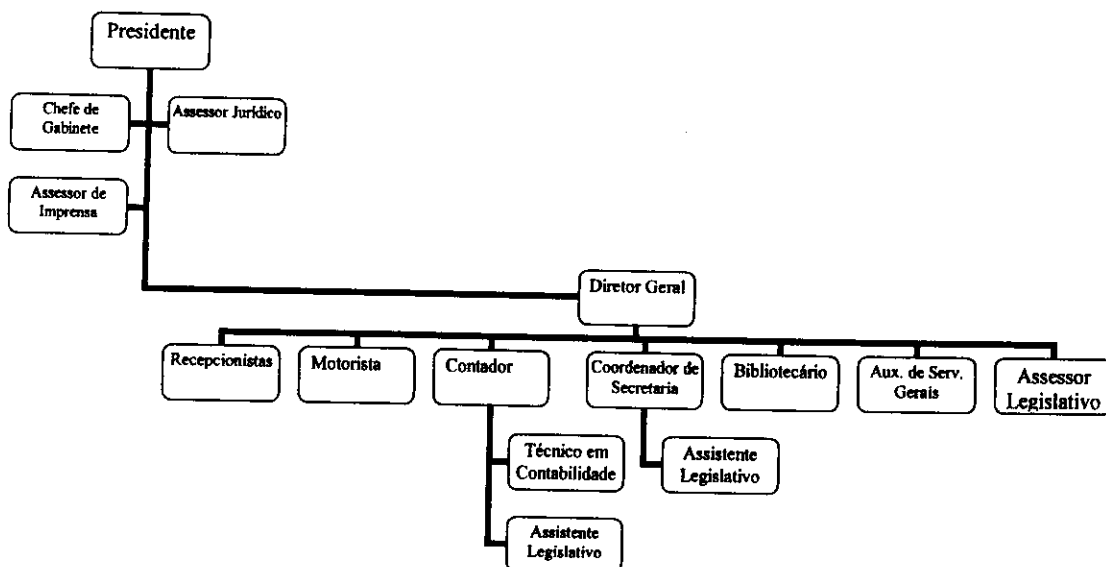 Presidente
Chefe de
Gabinete
Assessor Jurídico
Assessor de
Imprensa
Diretor Geral
Recepcionistas
Motorista
Contador
Coordenador de
Secretaria
Bibliotecário
Aux. de Serv.
Gerais
Assessor
Legislativo
Técnico em
Contabilidade
Assistente
Legislativo
Assistente
Legislativo